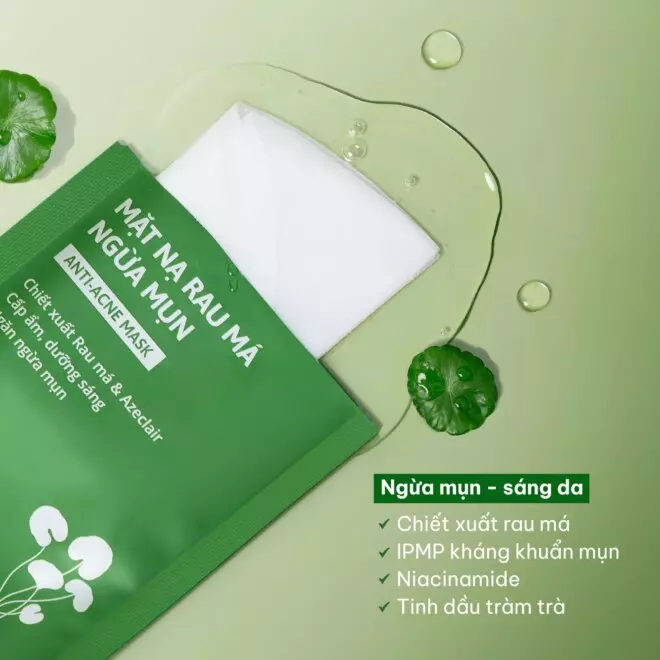 MẶT NẠ RAU MÁ
NGỪA MỤN
ANTI-ACNE MASK
Chiết xuất Rau má & Azeclair
Cấp ẩm, dưỡng sáng
ngăn ngừa mụn
Ngừa mụn - sáng da
Chiết xuất rau má
IPMP kháng khuẩn mụn
Niacinamide
Tinh dầu tràm trà